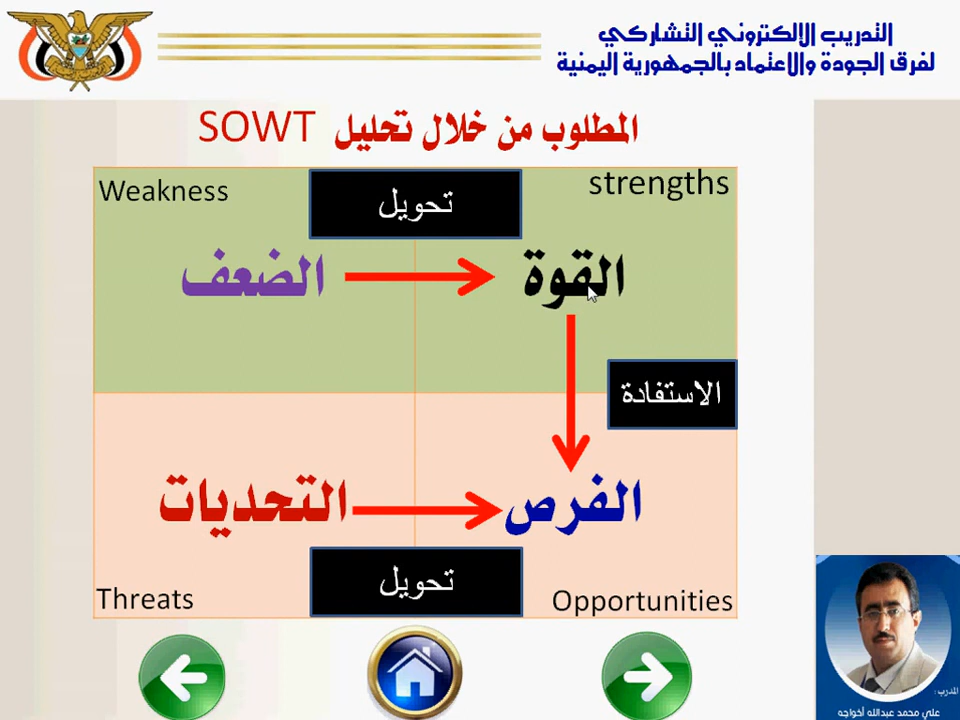 التدريب الإلكتروني التشاركي
لفرق الجودة والاعتماد بالجمهورية اليمنية
المطلوب من خلال تحليل SOWT
strengths
تحويل
Weakness
القوة
الضعف
الاستفادة
الفرص
التحديات
تحويل
Opportunities
Threats
المدرب :
علي محمد عبدالله أخواجه